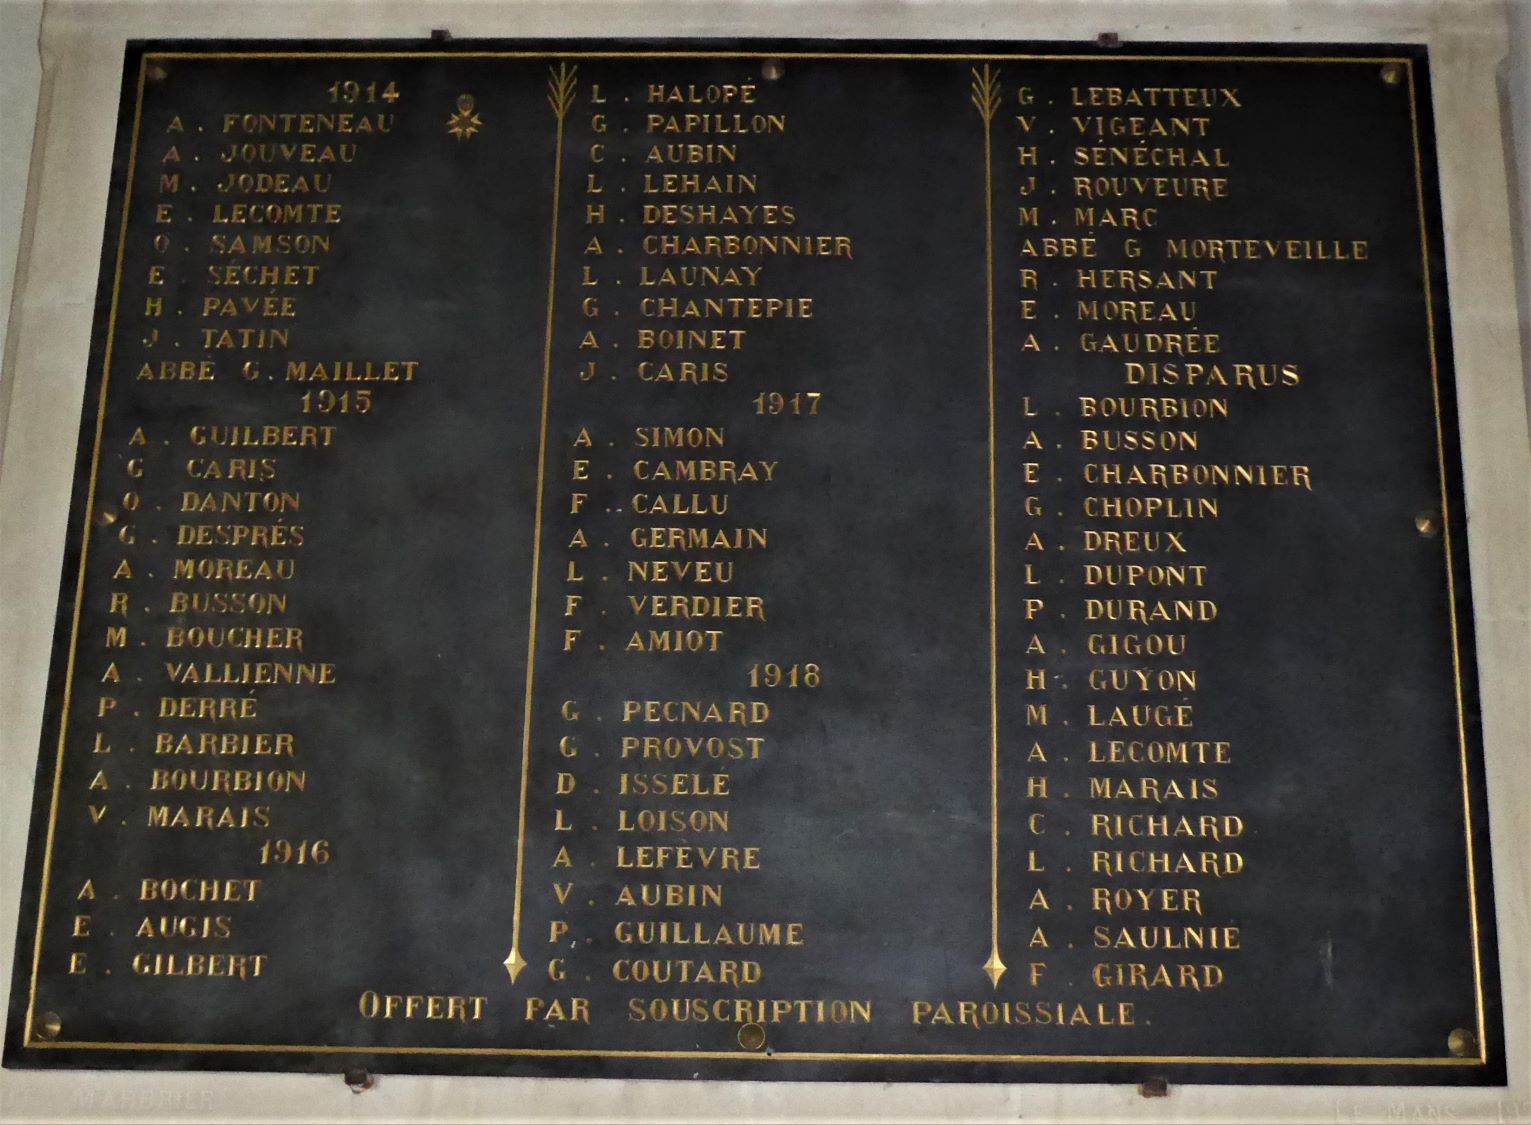 1914
A. FONTENEAU
A. JOUVEAU
M. JODEAU
E. LECOMTE
O. SAMSON
E. SÉCHET
H. PAVÉE
J. TATIN
ABBÉ G. MAILLET
1915
A. GUILBERT
G CARIS
O. DANTON
G. DESPRÉS
A. MOREAU
R. BUSSON
M. BOUCHER
A. VALLIENNE
P. DERRÉ
L. BARBIER
A. BOURBION
V. MARAIS
1916
A. BOCHET
E. AUGIS
E. GILBERT
L. HALOPÉ
G. PAPILLON
C. AUBIN
L. LEHAIN
H. DESHAYES
A. CHARBONNIER
L. LAUNAY
G. CHANTEPIE
A. BOINET
J. CARIS
1917
A. SIMON
E. CAMBRAY
F. CALLU
A. GERMAIN
L. NEVEU
F. VERDIER
F. AMIOT
1918
G. PECNARD
G. PROVOST
D. ISSELÉ
L. LOISON
A. LEFÈVRE
V. AUBIN
P. GUILLAUME
G. COUTARD
G. LEBATTEUX
V. VIGEANT
H. SÉNÉCHAL
J. ROUVEURE
M. MARC
ABBÉ G MORTEVEILLE
R. HERSANT
E. MOREAU
A. GAUDRÉE
DISPARUS
L. BOURBION
A. BUSSON
E. CHARBONNIER
G. CHOPLIN
A. DREUX
L. DUPONT
P. DURAND
A. GIGOU
H. GUYON
M. LAUGÉ
A. LECOMTE
H. MARAIS
C. RICHARD
L. RICHARD
A. ROYER
A. SAULNIE
F. GIRARD
OFFERT PAR SOUSCRIPTION PAROISSIALE.
MARBRIER
LE MANS